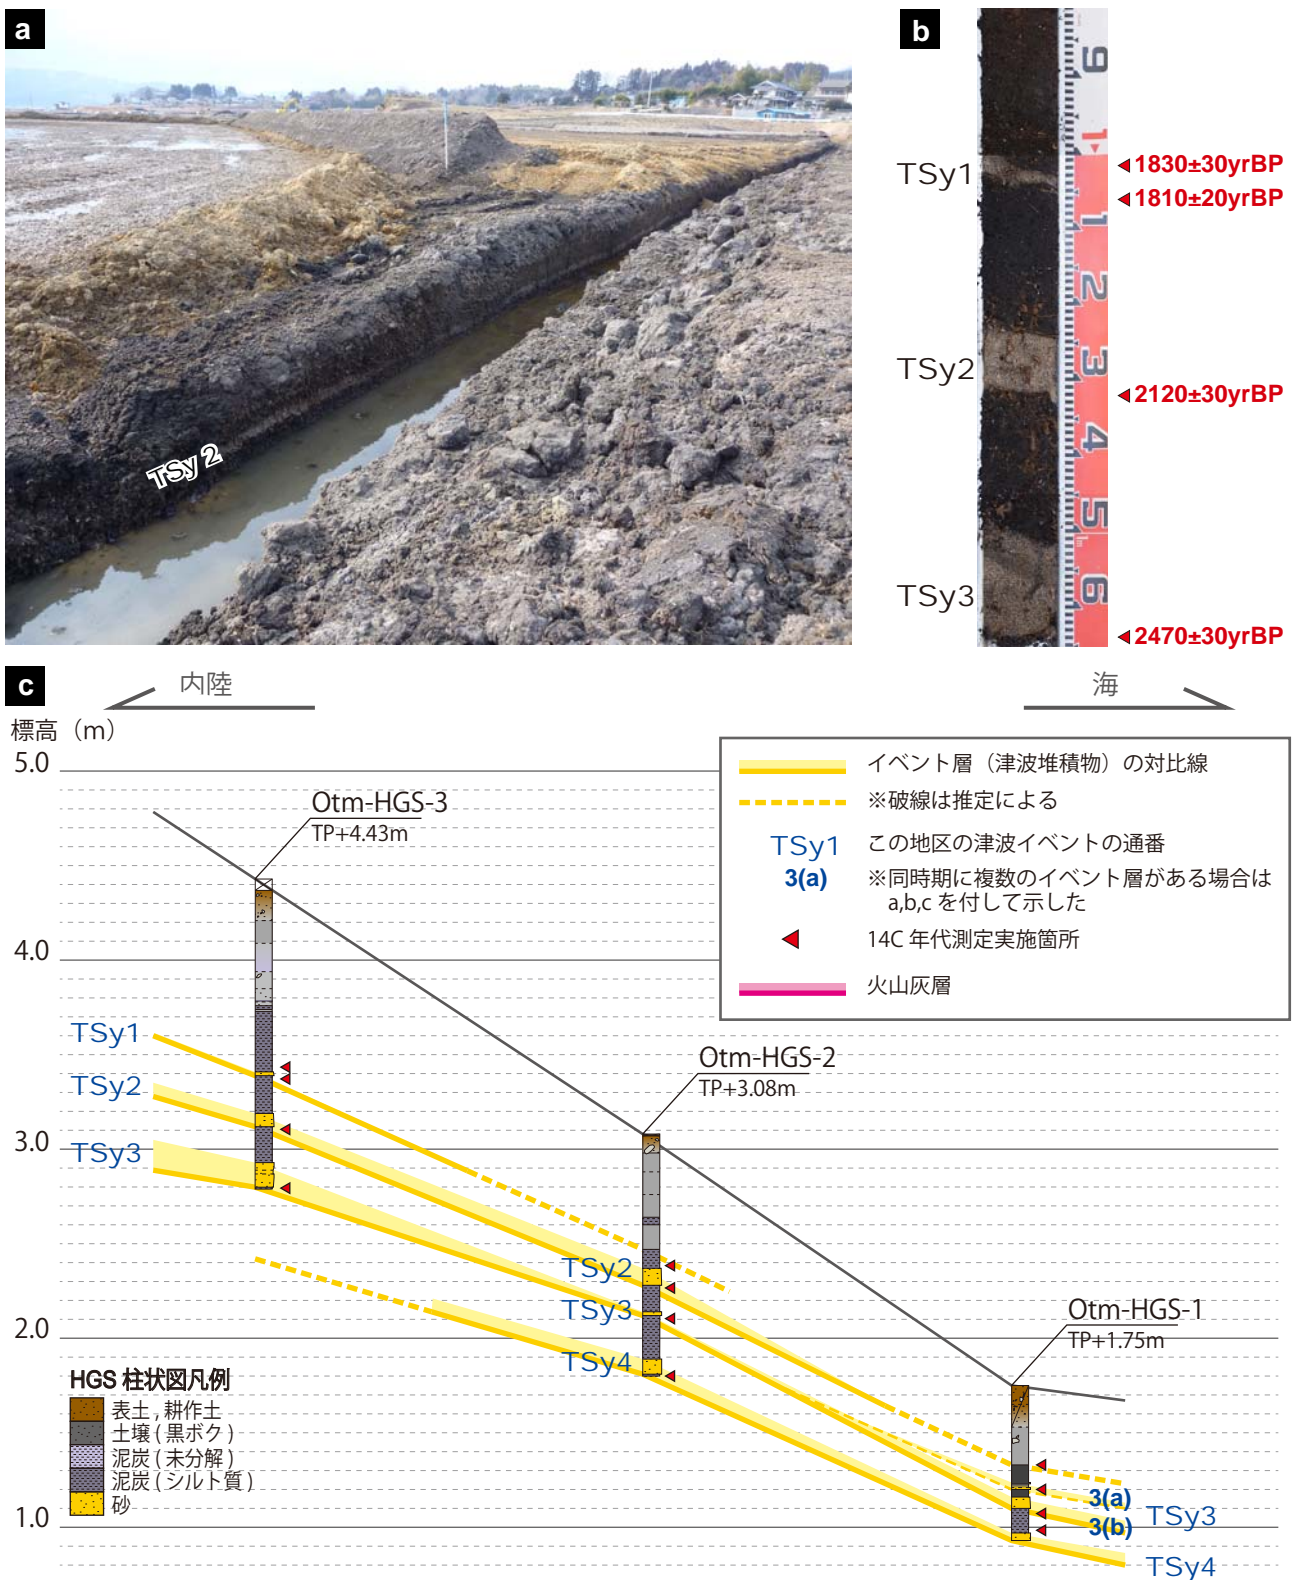 a
TSy 2
b
9
1
1
2
3
4
5
6
TSy1
TSy2
TSy3
1830±30yrBP
1810±20yrBP
2120±30yrBP
2470±30yrBP
c
内陸
海
標高（m）
5.0
4.0
3.0
2.0
1.0
Otm-HGS-3
TP+4.43m
Otm-HGS-2
TP+3.08m
Otm-HGS-1
TP+1.75m
TSy1
TSy2
TSy3
TSy2
TSy3
TSy4
3(a)
3(b)
TSy3
TSy4
イベント層（津波堆積物）の対比線
※破線は推定による
TSy1 この地区の津波イベントの通番
3(a) ※同時期に複数のイベント層がある場合は
a,b,c を付して示した
14C 年代測定実施箇所
火山灰層
HGS 柱状図凡例
表土 , 耕作土
土壌 ( 黒ボク )
泥炭 ( 未分解 )
泥炭 ( シルト質 )
砂